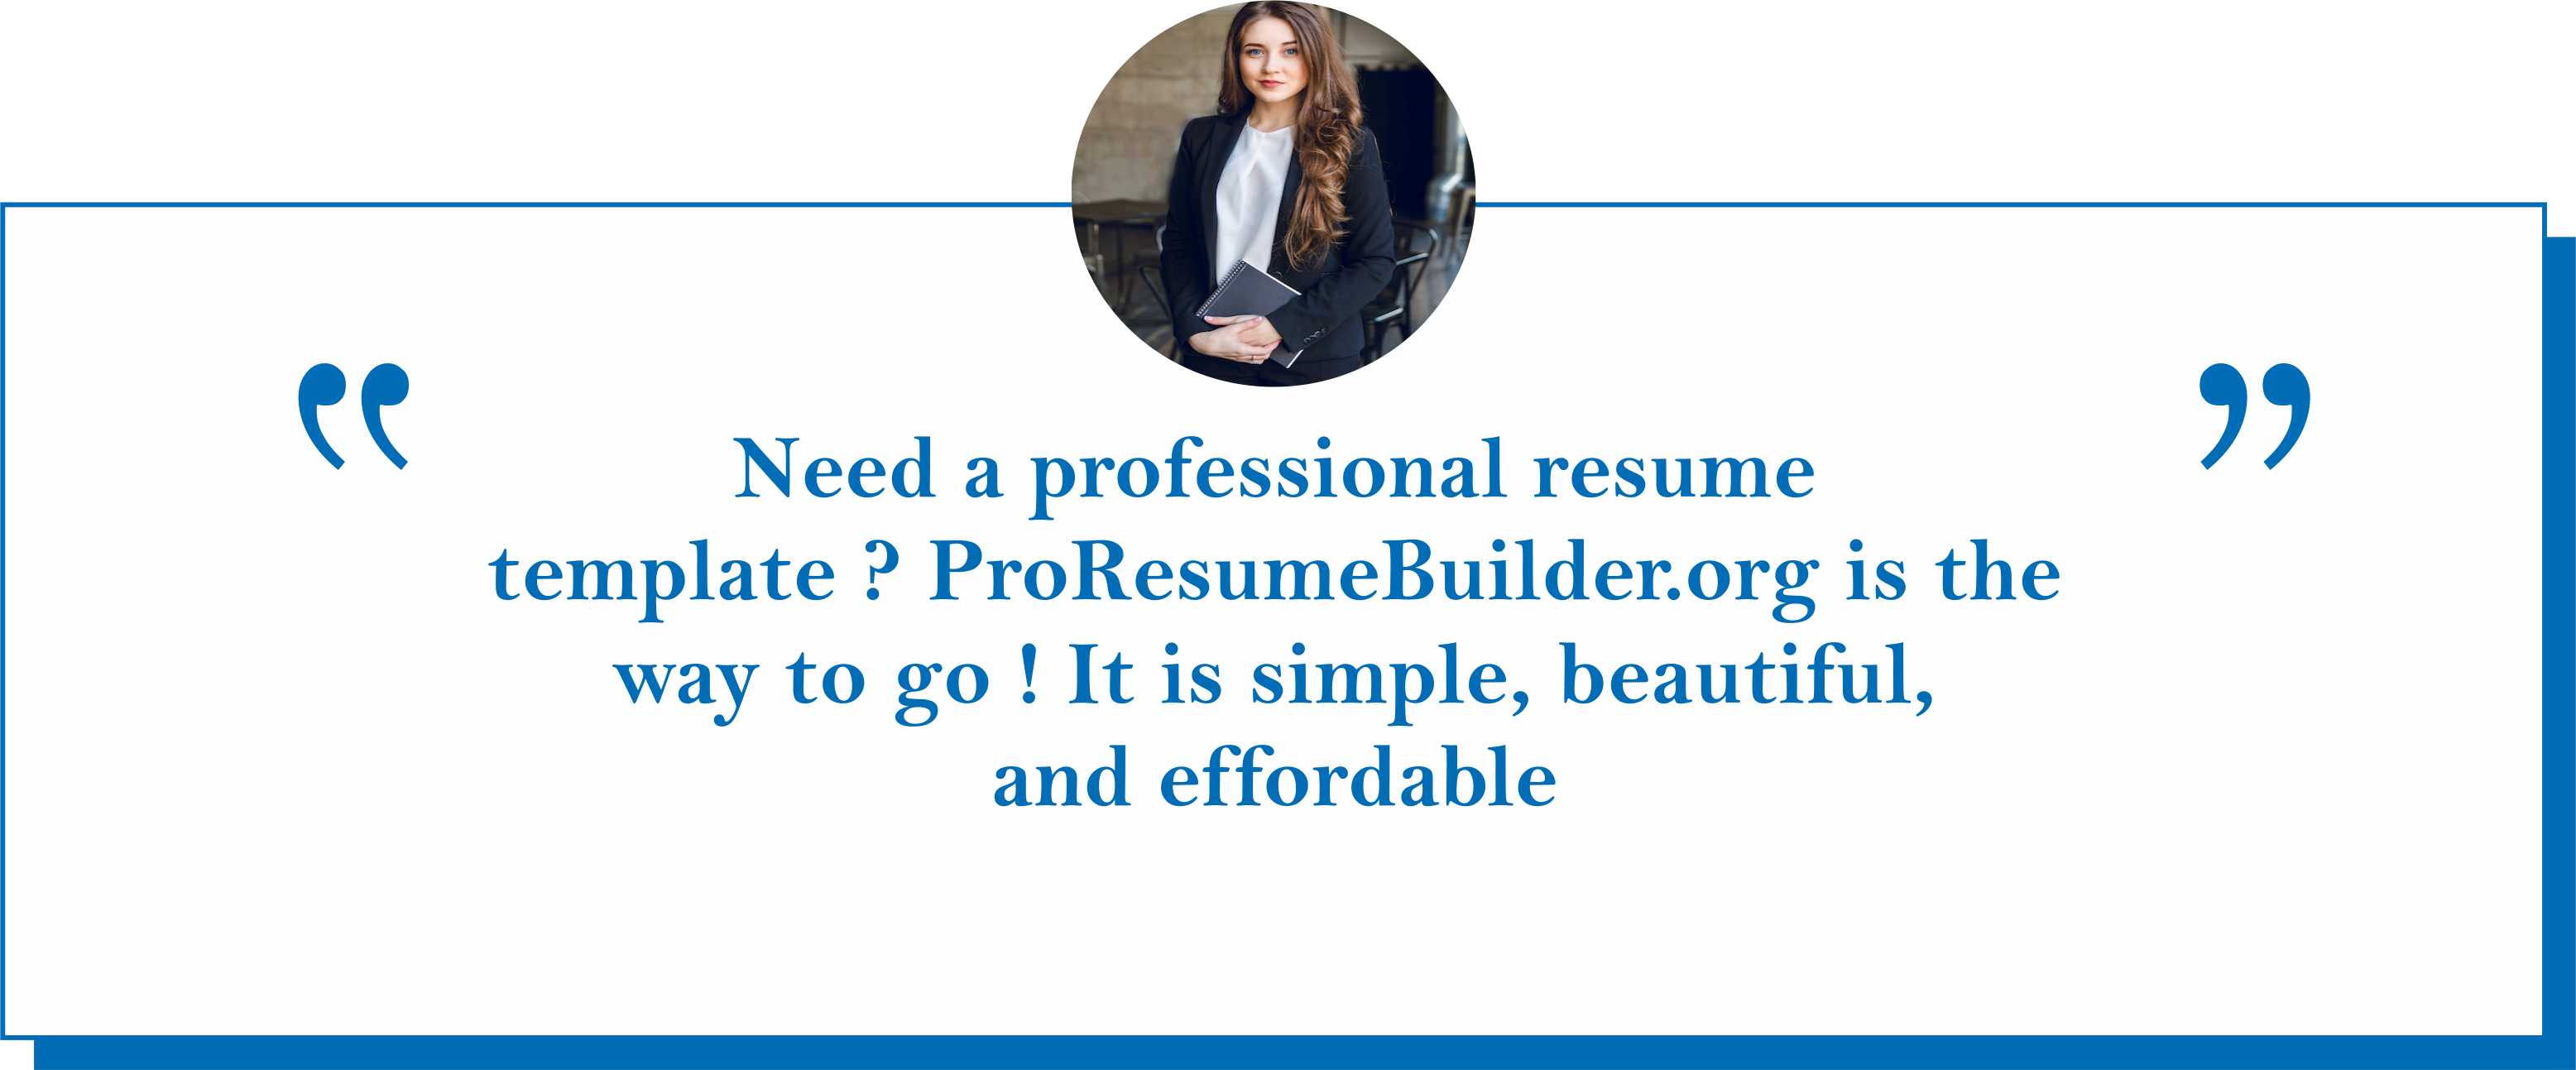 Need a professional resume
template ? ProResumeBuilder.org is the
way to go ! It is simple, beautiful,
and effordable